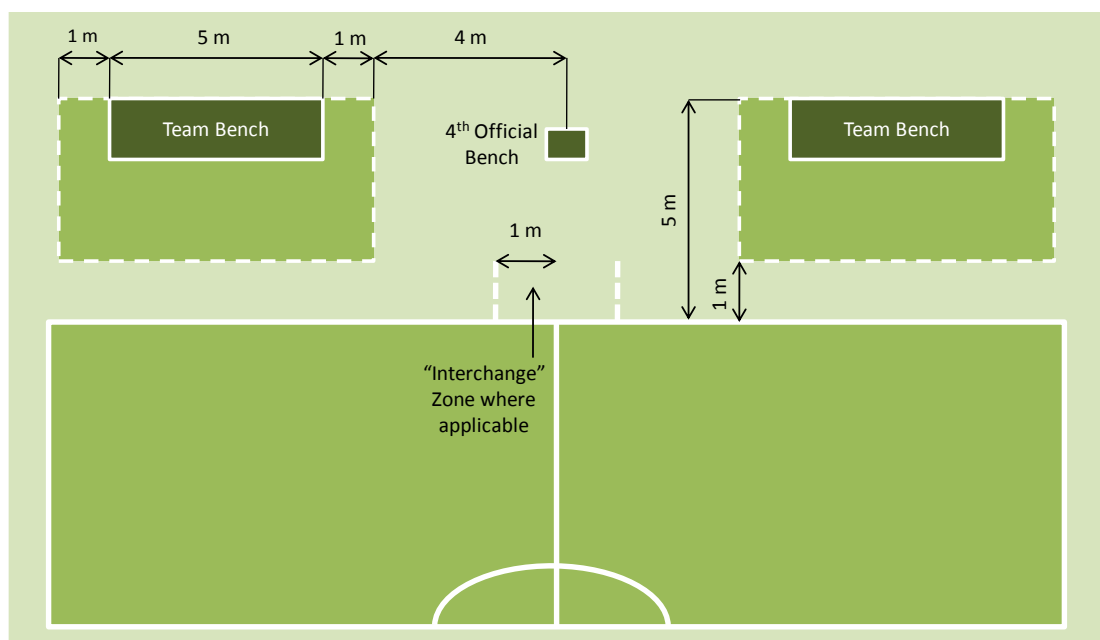 1 m
5 m
1 m
4 m
Team Bench
4th Official
Bench
Team Bench
5 m
1 m
1 m
“Interchange”
Zone where
applicable